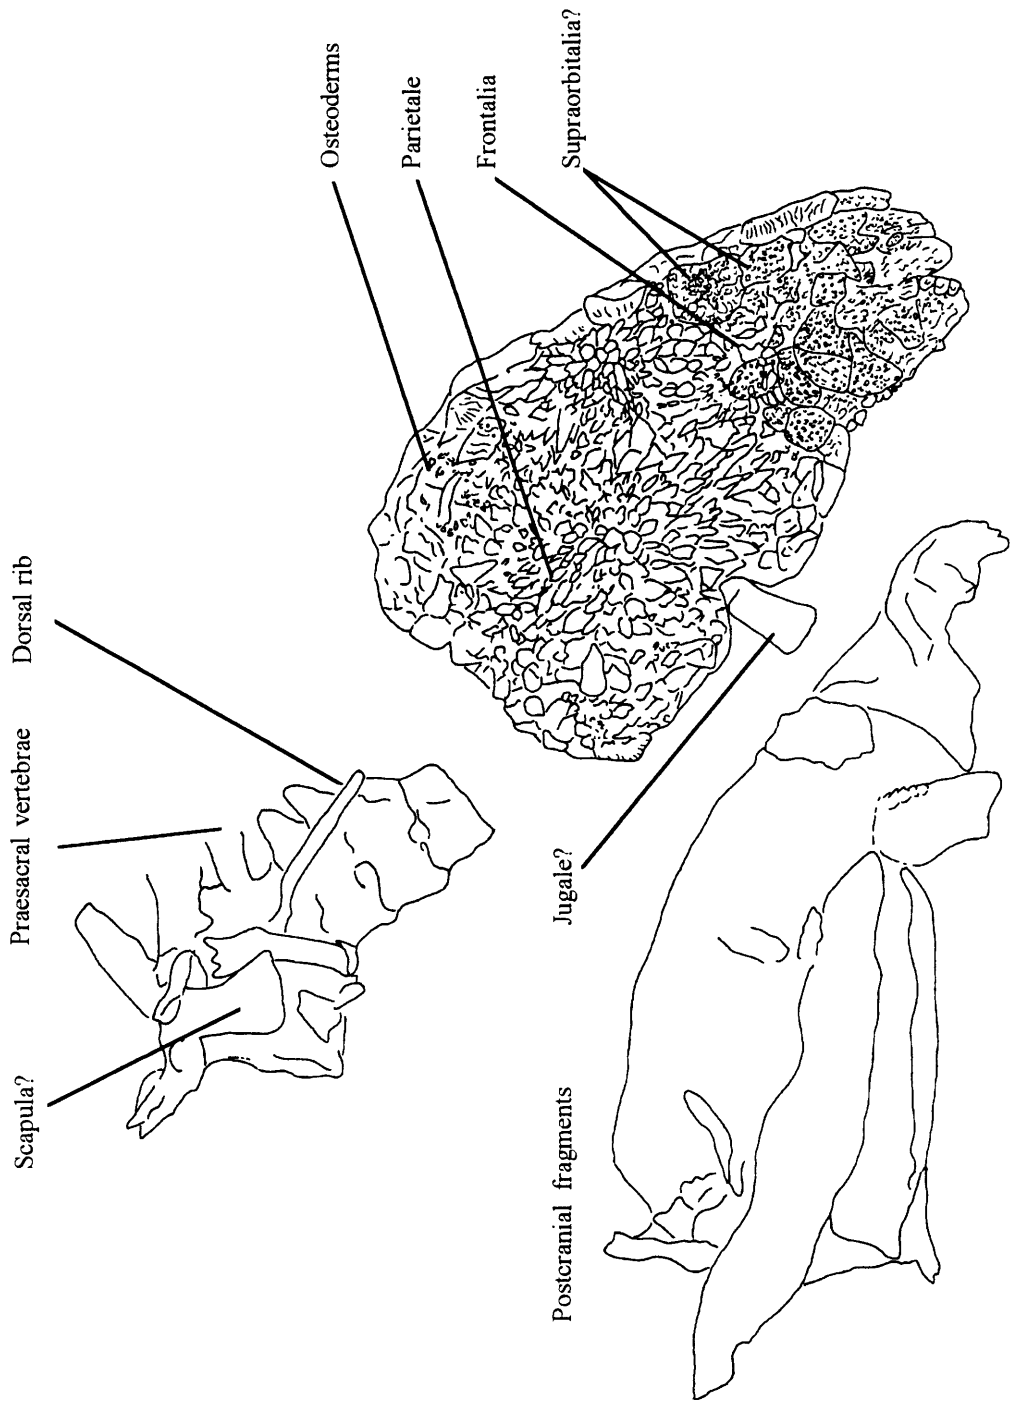 Scapula?
Praesacral vertebrae
Dorsal rib
Osteoderms
Parietale
Frontalia
Supraorbitalia?
Postcranial fragments
Jugale?